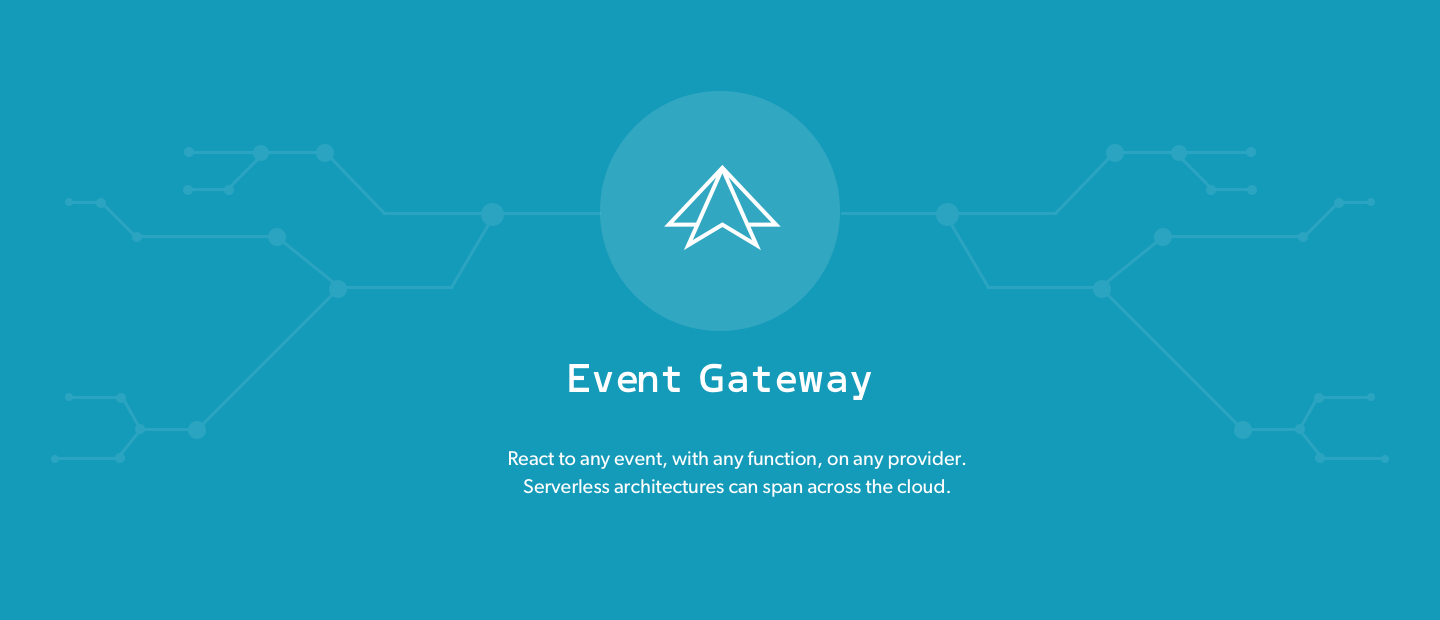 Event Gateway
React to any event, with any function, on any provider.
Serverless architectures can span across the cloud.